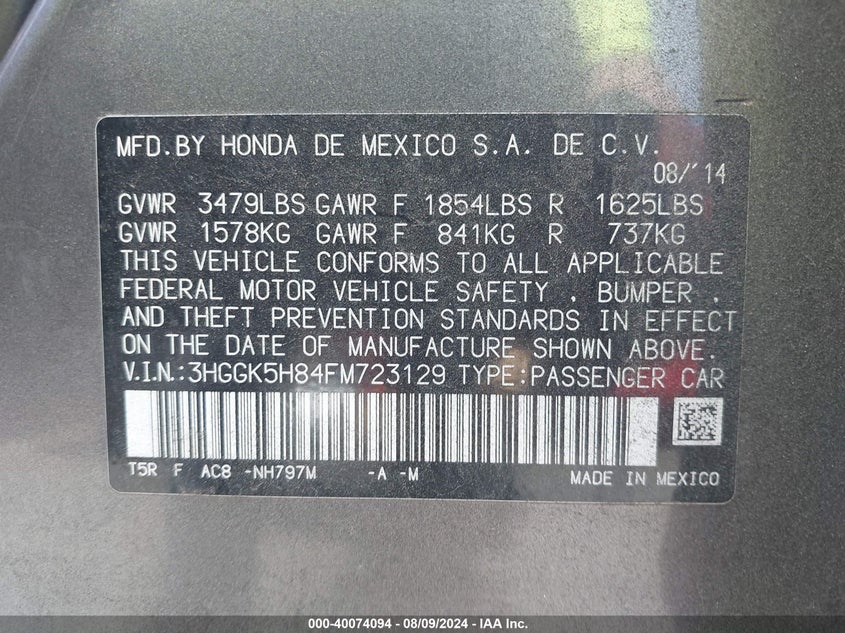 MFD.BY HONDA DE MEXICO S.A. DE C.V.
08/'14
GVWR 3479LBS GAWR F 1854LBS R 1625LBS
GVWR 1578KG GAWR F 841KG R 737KG
THIS VEHICLE CONFORMS TO ALL APPLICABLE
FEDERAL MOTOR VEHICLE SAFETY , BUMPER ,
AND THEFT PREVENTION STANDARDS IN EFFECT
ON THE DATE OF MANUFACTURE SHOWN ABOVE.
V.I.N.:3HGGK5H84FM723129 TYPE:PASSENGER CAR
T5R F AC8 -NH797M -A -M MADE IN MEXICO
000-40074094 - 08/09/2024 - IAA Inc.